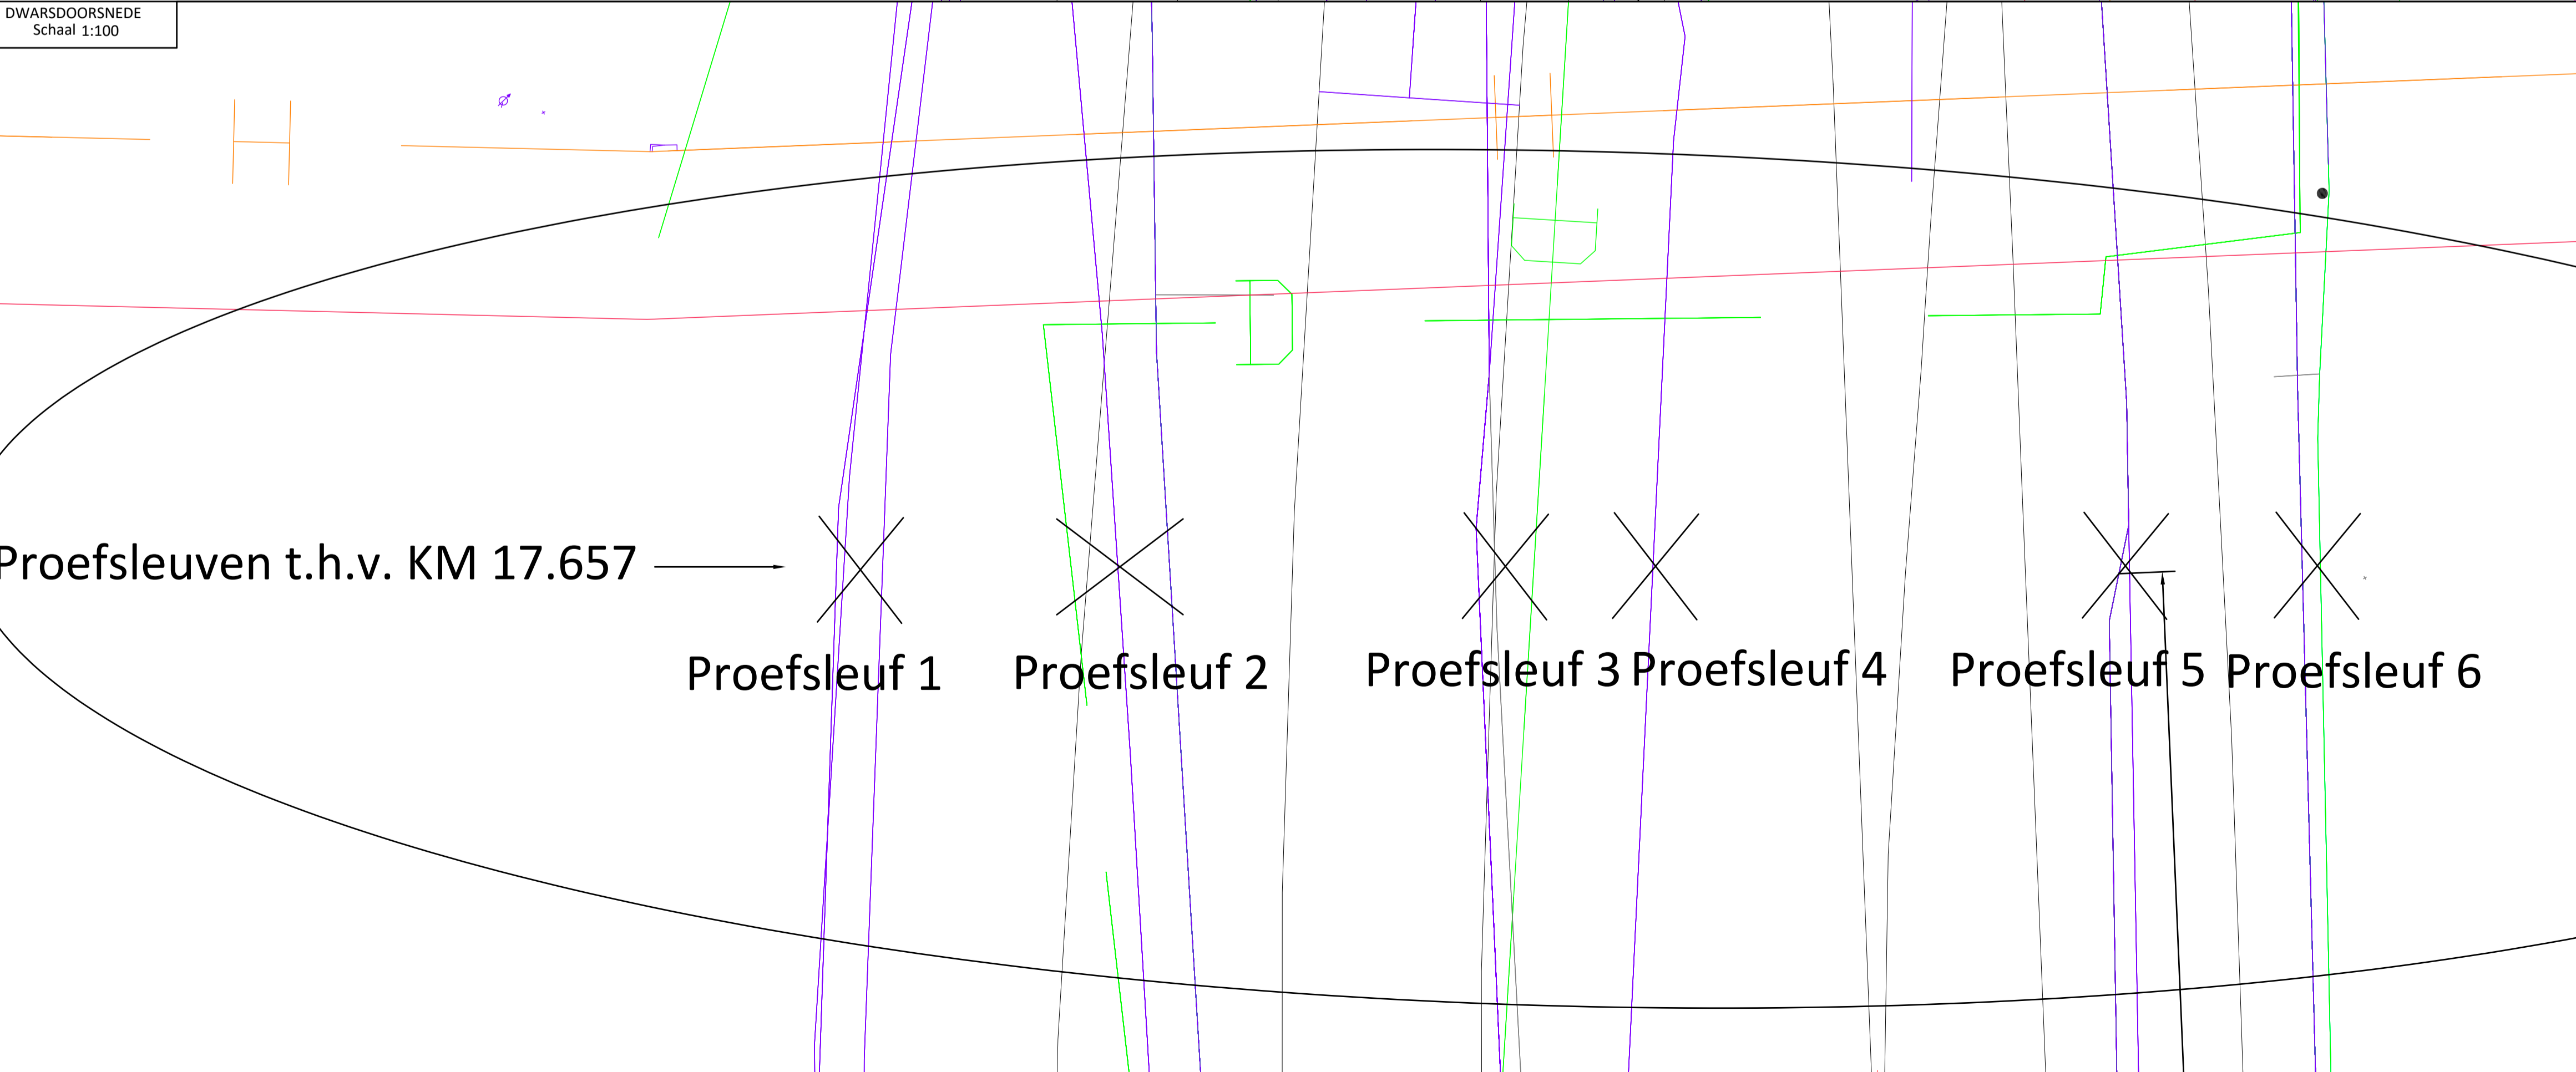 DWARSDOORSNEDE
Schaal 1:100
H
D
Proefsleuven t.h.v. KM 17.657
Proefsleuf 1
Proefsleuf 2
Proefsleuf 3
Proefsleuf 4
Proefsleuf 5
Proefsleuf 6